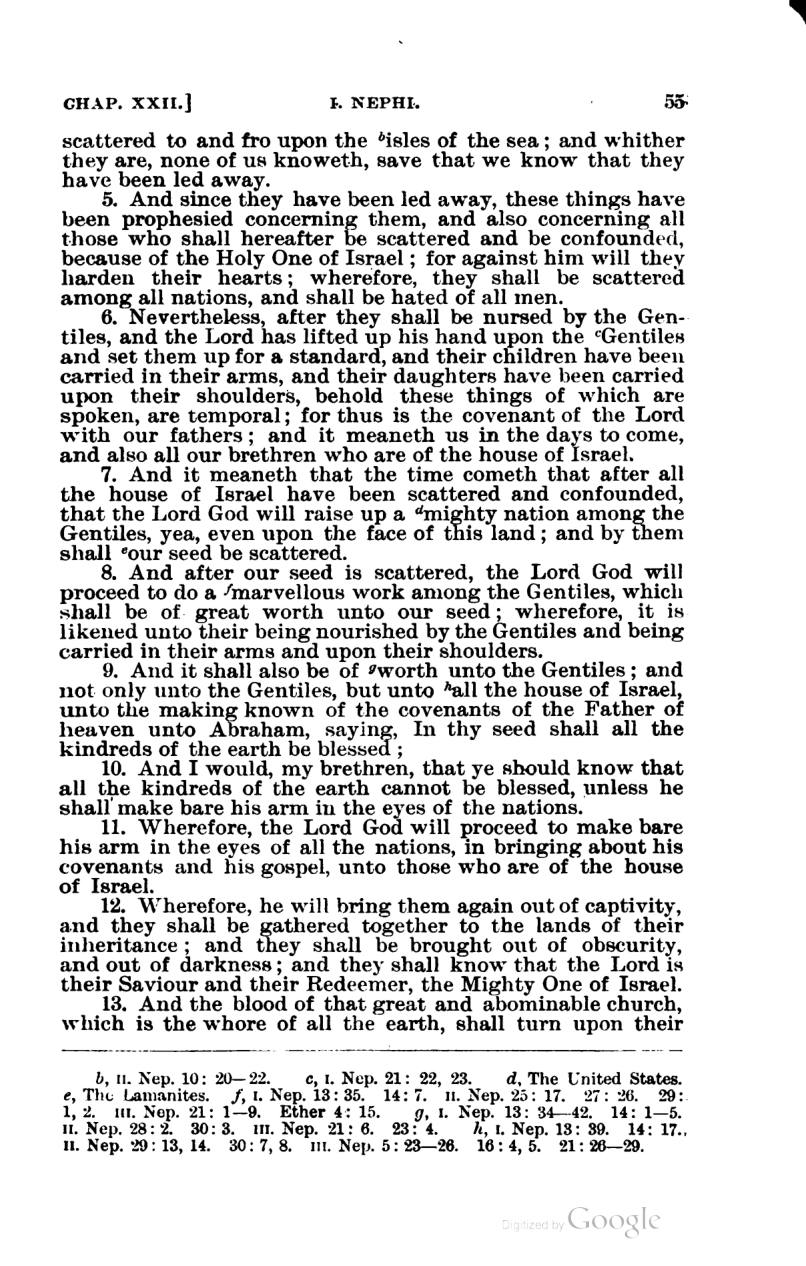 CHAP. XXII.] I. NEPHI. 55
scattered to and fro upon the ᵇisles of the sea; and whither
they are, none of us knoweth, save that we know that they
have been led away.
5. And since they have been led away, these things have
been prophesied concerning them, and also concerning all
those who shall hereafter be scattered and be confounded,
because of the Holy One of Israel; for against him will they
harden their hearts; wherefore, they shall be scattered
among all nations, and shall be hated of all men.
6. Nevertheless, after they shall be nursed by the Gen-
tiles, and the Lord has lifted up his hand upon the ᶜGentiles
and set them up for a standard, and their children have been
carried in their arms, and their daughters have been carried
upon their shoulders, behold these things of which are
spoken, are temporal; for thus is the covenant of the Lord
with our fathers; and it meaneth us in the days to come,
and also all our brethren who are of the house of Israel.
7. And it meaneth that the time cometh that after all
the house of Israel have been scattered and confounded,
that the Lord God will raise up a ᵈmighty nation among the
Gentiles, yea, even upon the face of this land; and by them
shall ᵉour seed be scattered.
8. And after our seed is scattered, the Lord God will
proceed to do a ᶠmarvellous work among the Gentiles, which
shall be of great worth unto our seed; wherefore, it is
likened unto their being nourished by the Gentiles and being
carried in their arms and upon their shoulders.
9. And it shall also be of ᵍworth unto the Gentiles; and
not only unto the Gentiles, but unto ʰall the house of Israel,
unto the making known of the covenants of the Father of
heaven unto Abraham, saying, In thy seed shall all the
kindreds of the earth be blessed;
10. And I would, my brethren, that ye should know that
all the kindreds of the earth cannot be blessed, unless he
shall make bare his arm in the eyes of the nations.
11. Wherefore, the Lord God will proceed to make bare
his arm in the eyes of all the nations, in bringing about his
covenants and his gospel, unto those who are of the house
of Israel.
12. Wherefore, he will bring them again out of captivity,
and they shall be gathered together to the lands of their
inheritance; and they shall be brought out of obscurity,
and out of darkness; and they shall know that the Lord is
their Saviour and their Redeemer, the Mighty One of Israel.
13. And the blood of that great and abominable church,
which is the whore of all the earth, shall turn upon their
b, II. Nep. 10: 20—22. c, I. Nep. 21: 22, 23. d, The United States.
e, The Lamanites. f, I. Nep. 13: 35. 14: 7. II. Nep. 25: 17. 27: 26. 29:
1, 2. III. Nep. 21: 1—9. Ether 4: 15. g, I. Nep. 13: 34—42. 14: 1—5.
II. Nep. 28: 2. 30: 3. III. Nep. 21: 6. 23: 4. h, I. Nep. 13: 39. 14: 17.,
II. Nep. 29: 13, 14. 30: 7, 8. III. Nep. 5: 23—26. 16: 4, 5. 21: 26—29.
Digitized by Google